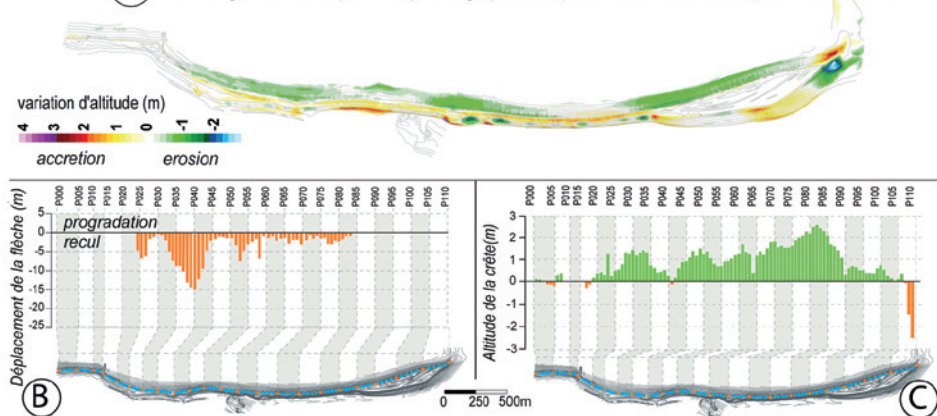 variation d'altitude (m)
4 3 2 1 0 -1 -2
accretion erosion
P000 P005 P010 P015 P020 P025 P030 P035 P040 P045 P050 P055 P060 P065 P070 P075 P080 P085 P090 P095 P100 P105 P110
Déplacement de la flèche (m)
5
progradation
0
recul
-5
-10
-15
-20
-25
B
0 250 500m
P000 P005 P010 P015 P020 P025 P030 P035 P040 P045 P050 P055 P060 P065 P070 P075 P080 P085 P090 P095 P100 P105 P110
Altitude de la crête(m)
3
2
1
0
-1
-2
-3
C